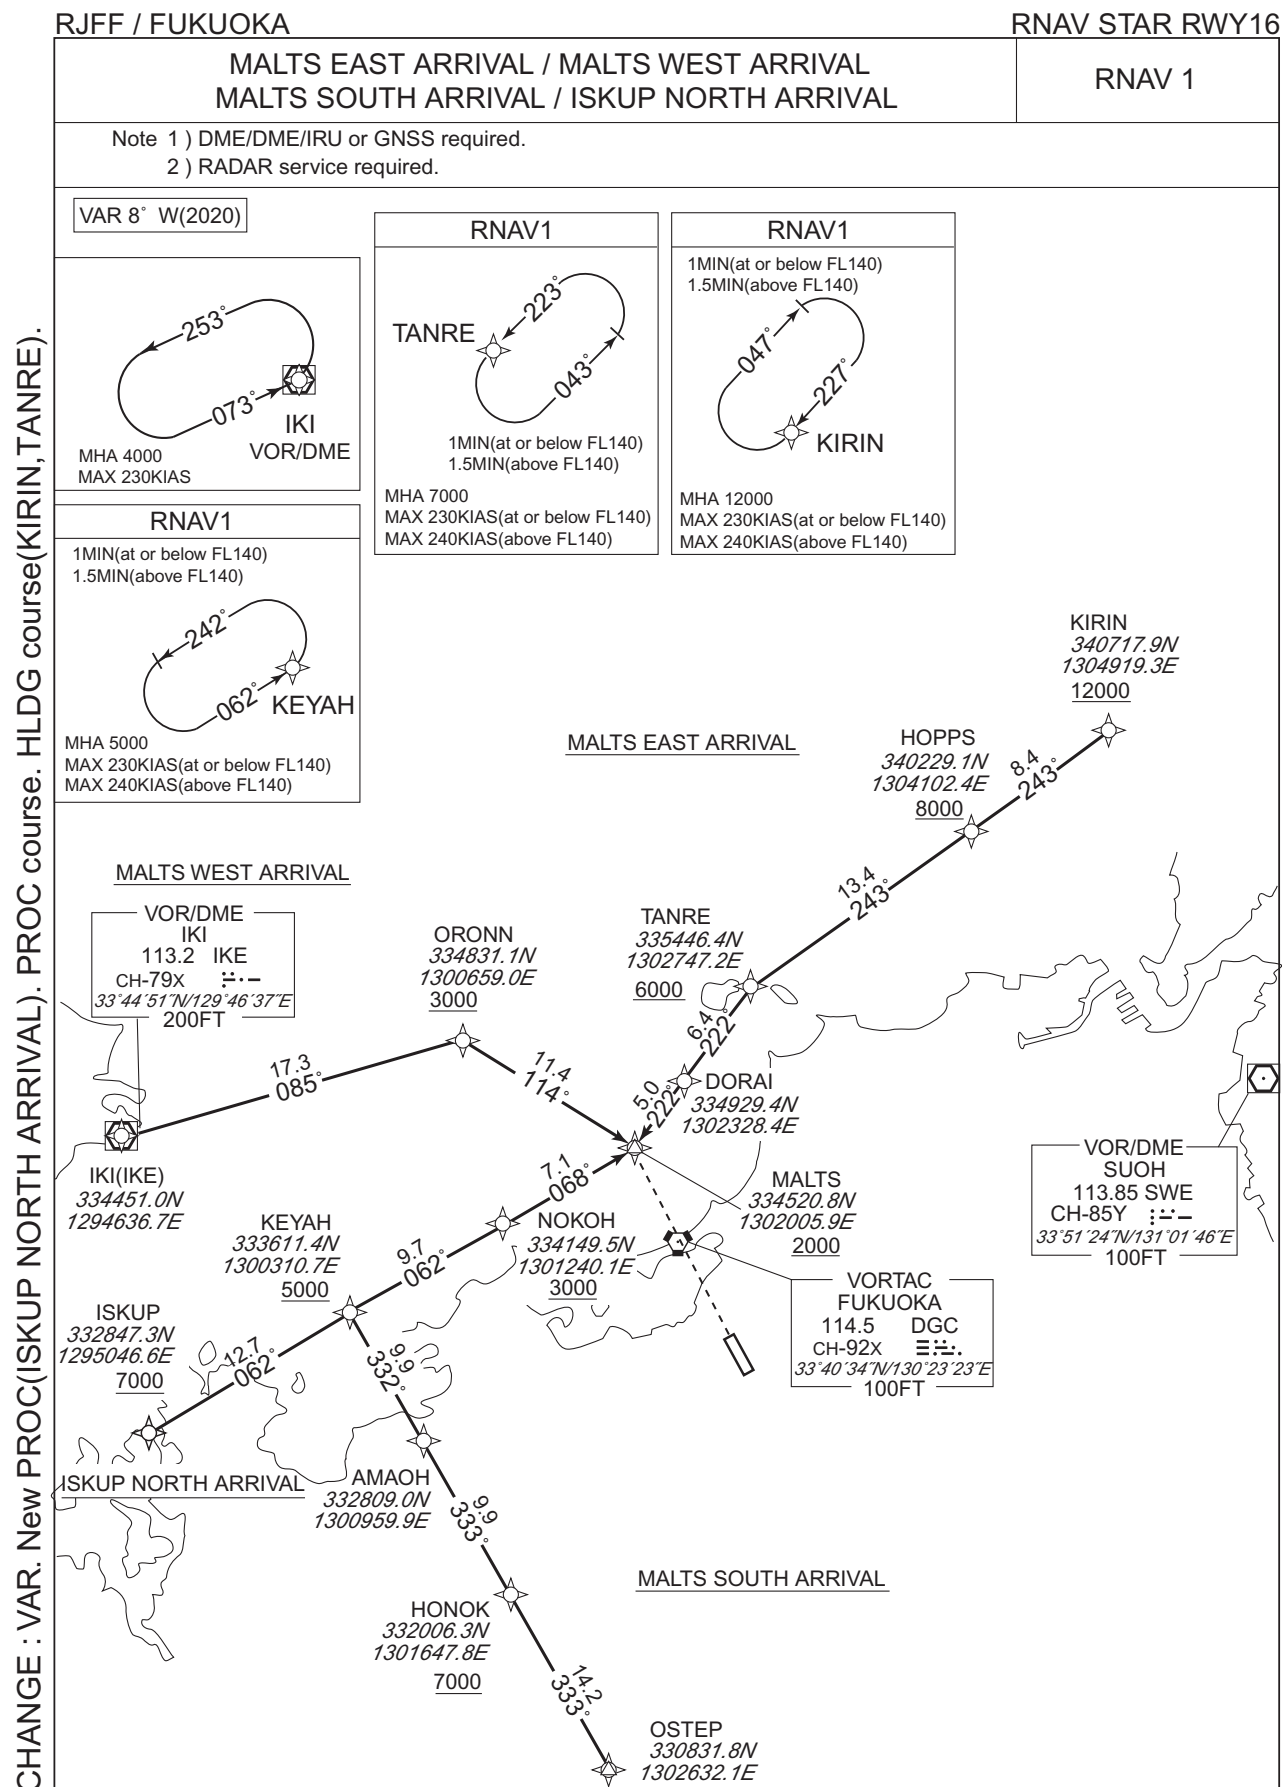 RJFF / FUKUOKA
RNAV STAR RWY16
MALTS EAST ARRIVAL / MALTS WEST ARRIVAL
MALTS SOUTH ARRIVAL / ISKUP NORTH ARRIVAL
RNAV 1
Note 1 ) DME/DME/IRU or GNSS required.
2 ) RADAR service required.
VAR 8° W(2020)
253°
073°
IKI
VOR/DME
MHA 4000
MAX 230KIAS
RNAV1
TANRE
223°
043°
1MIN(at or below FL140)
1.5MIN(above FL140)
MHA 7000
MAX 230KIAS(at or below FL140)
MAX 240KIAS(above FL140)
RNAV1
1MIN(at or below FL140)
1.5MIN(above FL140)
047°
227°
KIRIN
MHA 12000
MAX 230KIAS(at or below FL140)
MAX 240KIAS(above FL140)
RNAV1
1MIN(at or below FL140)
1.5MIN(above FL140)
242°
062°
KEYAH
MHA 5000
MAX 230KIAS(at or below FL140)
MAX 240KIAS(above FL140)
KIRIN
340717.9N
1304919.3E
12000
MALTS EAST ARRIVAL
HOPPS
340229.1N
1304102.4E
8000
8.4
243°
13.4
243°
MALTS WEST ARRIVAL
VOR/DME
IKI
113.2 IKE
CH-79X
33°44´51˝N/129°46´37˝E
200FT
ORONN
334831.1N
1300659.0E
3000
TANRE
335446.4N
1302747.2E
6000
6.4
222°
17.3
085°
11.4
114°
5.0
222°
DORAI
334929.4N
1302328.4E
IKI(IKE)
334451.0N
1294636.7E
7.1
068°
MALTS
334520.8N
1302005.9E
2000
VOR/DME
SUOH
113.85 SWE
CH-85Y
33°51´24˝N/131°01´46˝E
100FT
KEYAH
333611.4N
1300310.7E
5000
9.7
062°
NOKOH
334149.5N
1301240.1E
3000
VORTAC
FUKUOKA
114.5 DGC
CH-92X
33°40´34˝N/130°23´23˝E
100FT
ISKUP
332847.3N
1295046.6E
7000
12.7
062°
9.9
332°
ISKUP NORTH ARRIVAL
AMAOH
332809.0N
1300959.9E
9.9
333°
MALTS SOUTH ARRIVAL
HONOK
332006.3N
1301647.8E
7000
14.2
333°
OSTEP
330831.8N
1302632.1E
CHANGE : VAR. New PROC(ISKUP NORTH ARRIVAL). PROC course. HLDG course(KIRIN,TANRE).